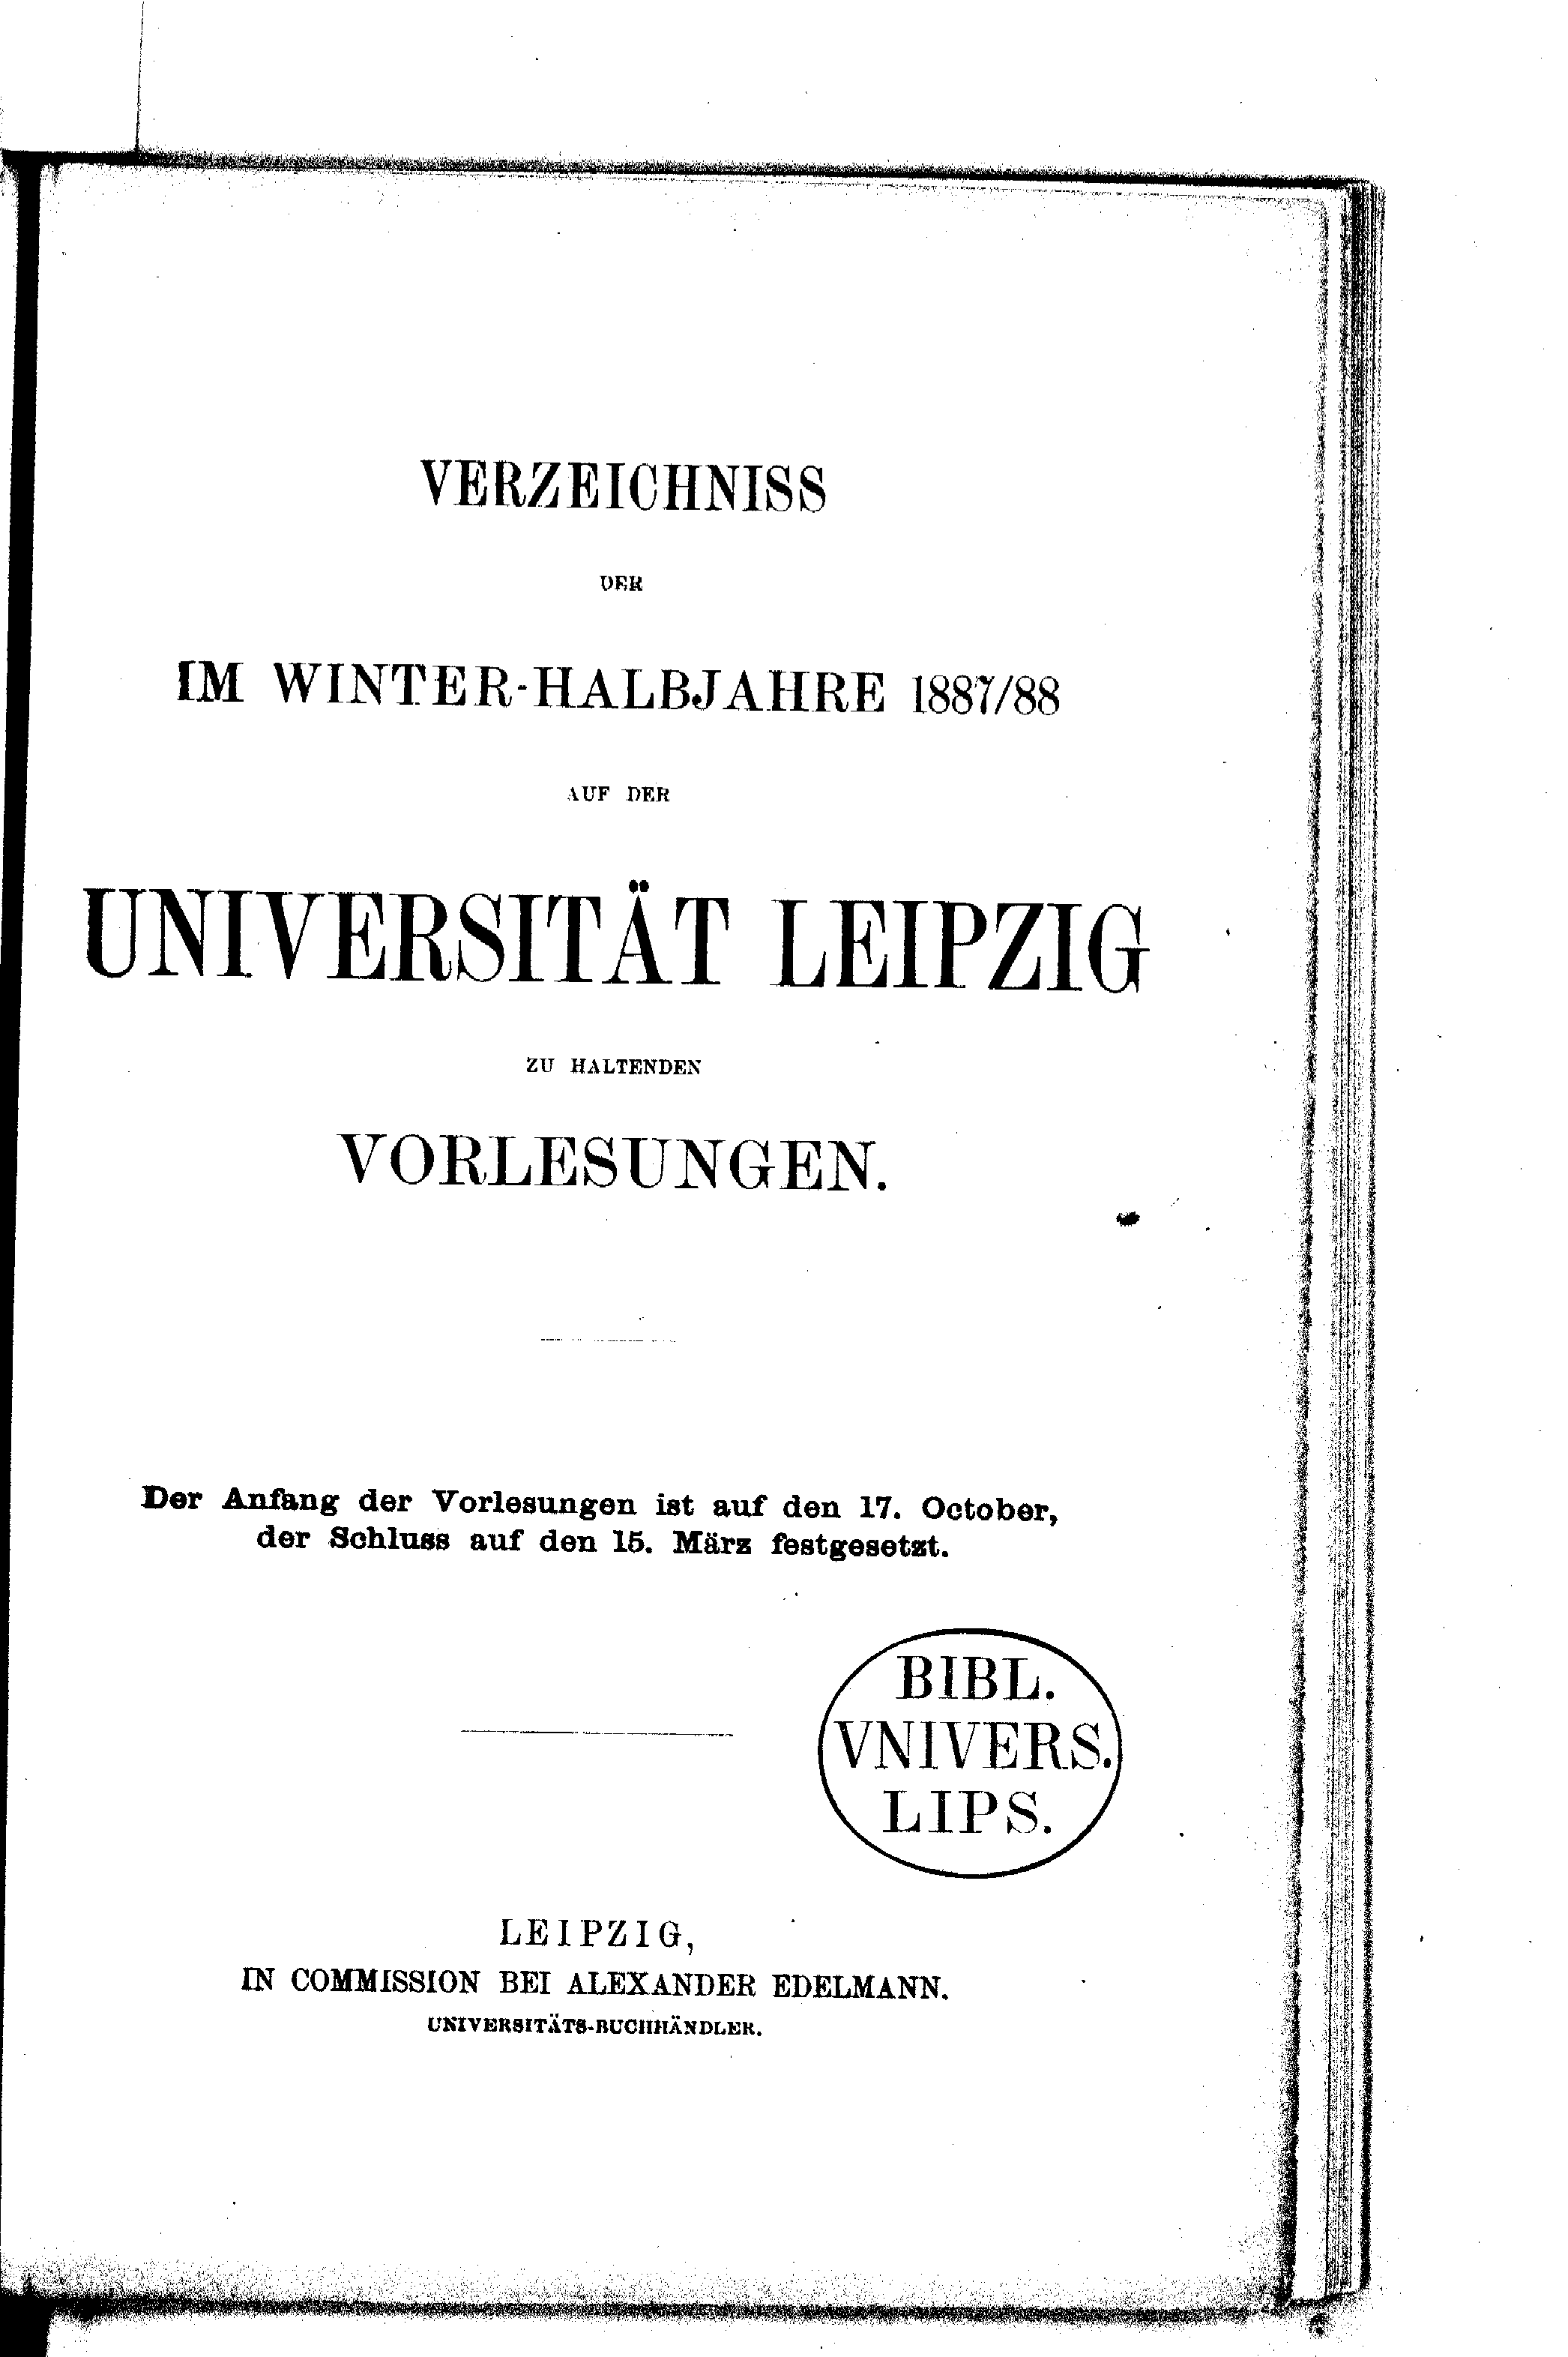 VERZEICHNISS
DER
IM WINTER-HALBJAHRE 1887/88
AUF DER
UNIVERSITÄT LEIPZIG
ZU HALTENDEN
VORLESUNGEN.
Der Anfang der Vorlesungen ist auf den 17. October,
der Schluss auf den 15. März festgesetzt.
BIBL.
VNIVERS.
LIPS.
LEIPZIG,
IN COMMISSION BEI ALEXANDER EDELMANN.
UNIVERSITÄTS-BUCHHÄNDLER.